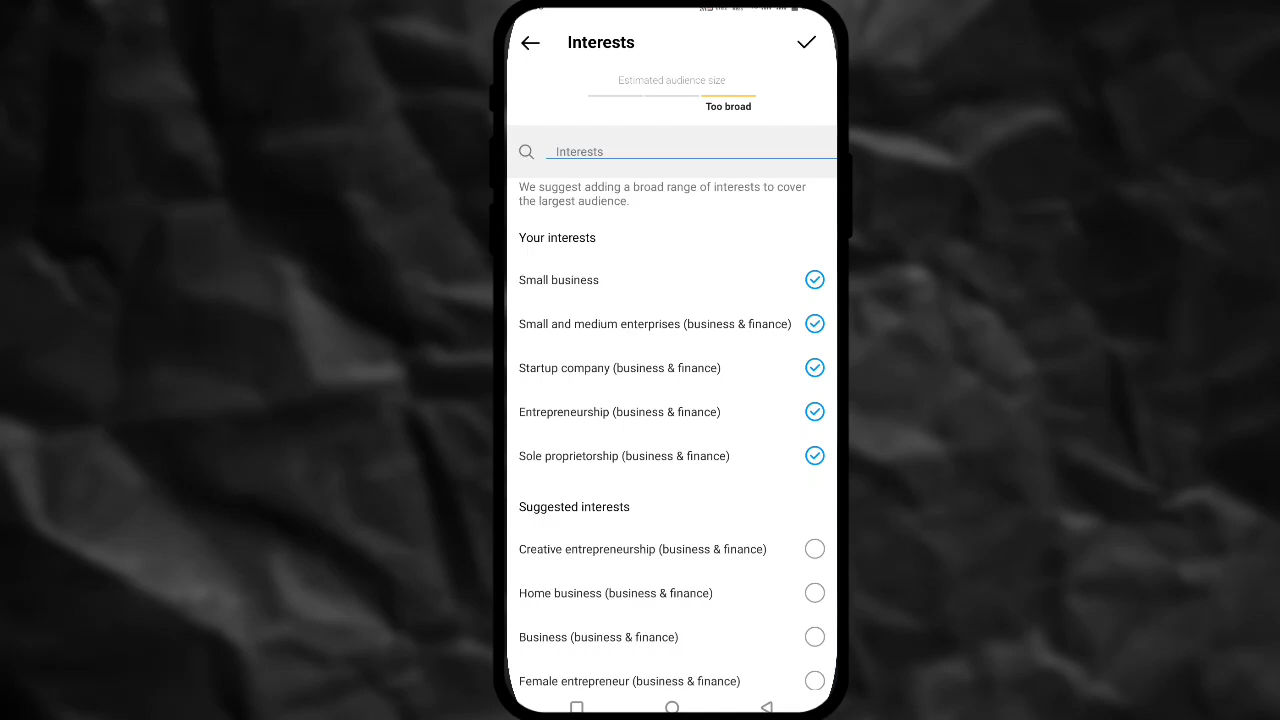 Interests
Estimated audience size
Too broad
Interests
We suggest adding a broad range of interests to cover
the largest audience.
Your interests
Small business
Small and medium enterprises (business & finance)
Startup company (business & finance)
Entrepreneurship (business & finance)
Sole proprietorship (business & finance)
Suggested interests
Creative entrepreneurship (business & finance)
Home business (business & finance)
Business (business & finance)
Female entrepreneur (business & finance)